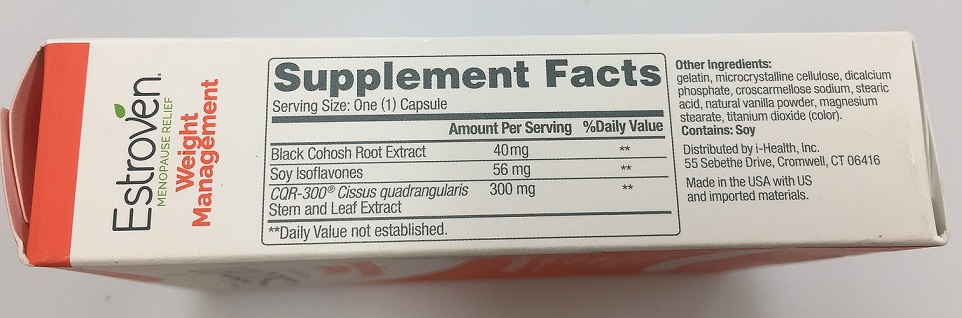 Estroven.
MENOPAUSE RELIEF
Weight
Management
Supplement Facts
Serving Size: One (1) Capsule
Amount Per Serving %Daily Value
Black Cohosh Root Extract 40 mg **
Soy Isoflavones 56 mg **
CQR-300® Cissus quadrangularis 300 mg **
Stem and Leaf Extract
**Daily Value not established.
Other Ingredients:
gelatin, microcrystalline cellulose, dicalcium
phosphate, croscarmellose sodium, stearic
acid, natural vanilla powder, magnesium
stearate, titanium dioxide (color).
Contains: Soy
Distributed by i-Health, Inc.
55 Sebethe Drive, Cromwell, CT 06416
Made in the USA with US
and imported materials.